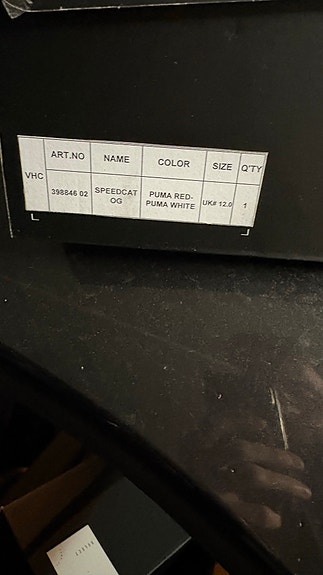 VHC
ART.NO NAME COLOR SIZE Q'TY
398846 02 SPEEDCAT OG PUMA RED-PUMA WHITE UK# 12.0 1